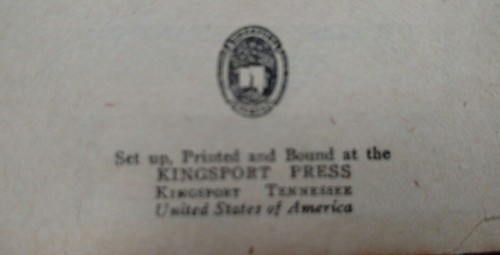 Set up, Printed and Bound at the
KINGSPORT PRESS
KINGSPORT TENNESSEE
United States of America